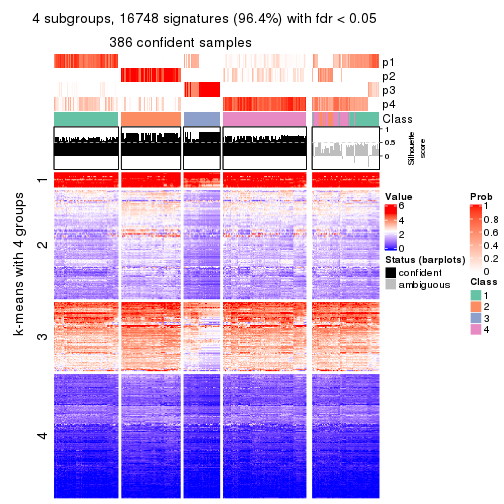 4 subgroups, 16748 signatures (96.4%) with fdr < 0.05
386 confident samples
p1
p2
p3
p4
Class
1
0.5
0
Silhouette
score
k-means with 4 groups
1
2
3
4
Value
6
4
2
0
Status (barplots)
confident
ambiguous
Prob
1
0.8
0.6
0.4
0.2
0
Class
1
2
3
4